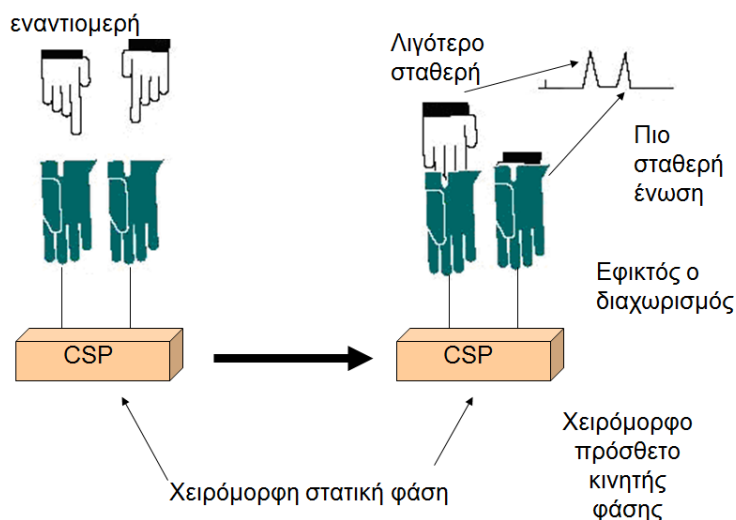 εναντιομερή
Λιγότερο
σταθερή
Πιο
σταθερή
ένωση
Εφικτός ο
διαχωρισμός
CSP
CSP
Χειρόμορφο
πρόσθετο
κινητής
φάσης
Χειρόμορφη στατική φάση